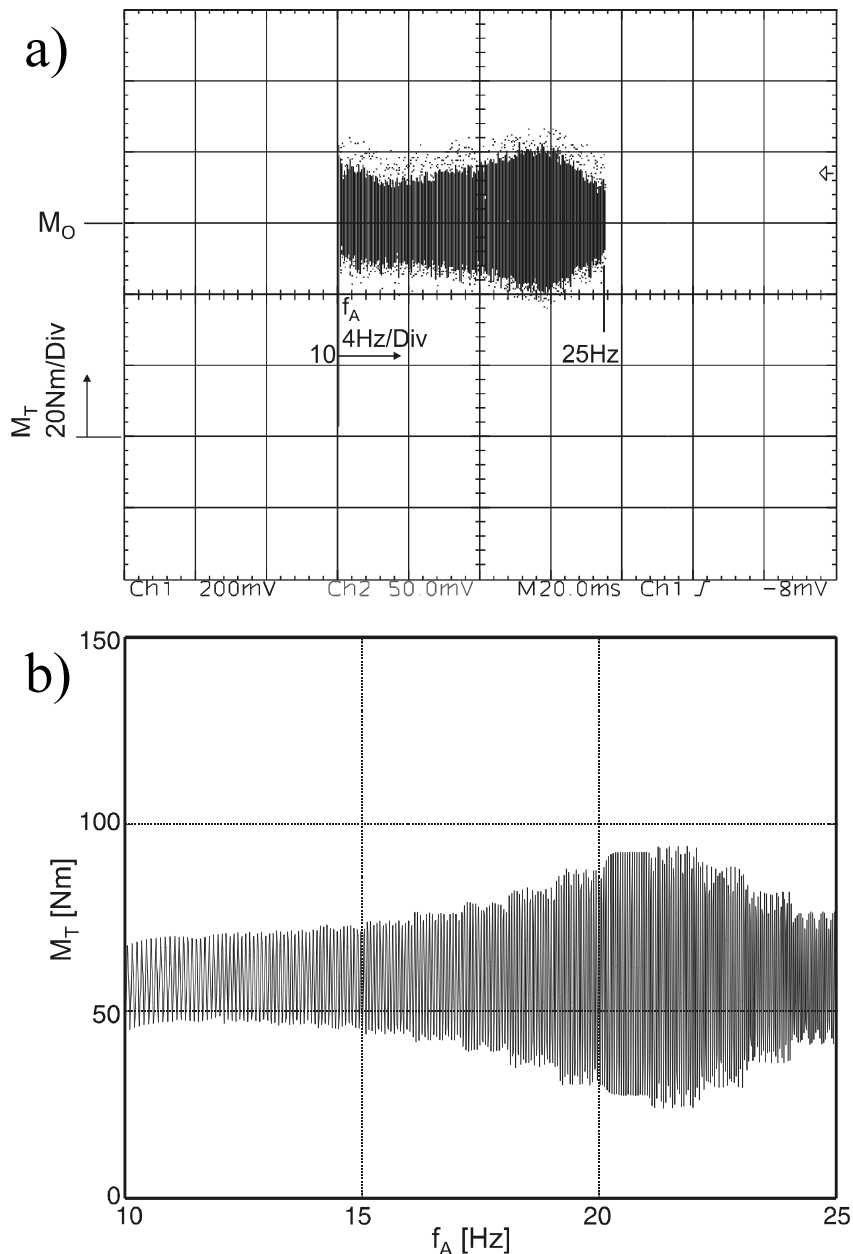 a)
M_O
f_A
4Hz/Div
10
25Hz
M_T
20Nm/Div
Ch1 200mV Ch2 50.0mV M20.0ms Ch1 -8mV
b)
150
100
50
0
M_T [Nm]
10 15 20 25
f_A [Hz]